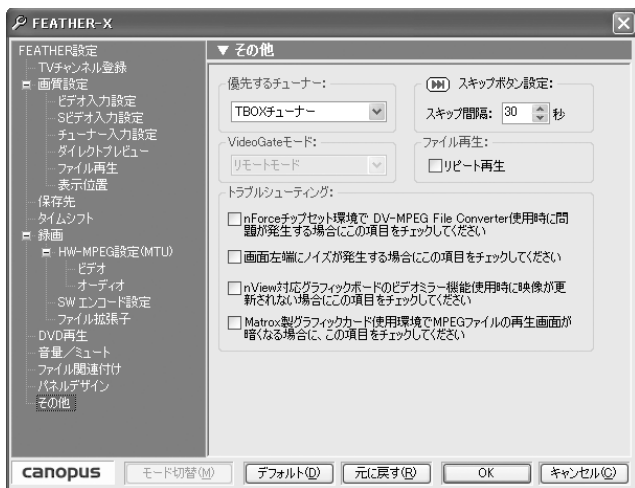 FEATHER-X
FEATHER設定
TVチャンネル登録
画質設定
ビデオ入力設定
Sビデオ入力設定
チューナー入力設定
ダイレクトプレビュー
ファイル再生
表示位置
保存先
タイムシフト
録画
HW-MPEG設定(MTU)
ビデオ
オーディオ
SW エンコード設定
ファイル拡張子
DVD再生
音量／ミュート
ファイル関連付け
パネルデザイン
その他
▼ その他
優先するチューナー:
TBOXチューナー
スキップボタン設定:
スキップ間隔: 30 秒
VideoGateモード:
リモートモード
ファイル再生:
リピート再生
トラブルシューティング:
nForceチップセット環境で DV-MPEG File Converter使用時に問
題が発生する場合にこの項目をチェックしてください
画面左端にノイズが発生する場合にこの項目をチェックしてください
nView対応グラフィックボードのビデオミラー機能使用時に映像が更
新されない場合にこの項目をチェックしてください
Matrox製グラフィックカード使用環境でMPEGファイルの再生画面が
暗くなる場合に、この項目をチェックしてください
canopus
モード切替(M)
デフォルト(D)
元に戻す(R)
OK
キャンセル(C)